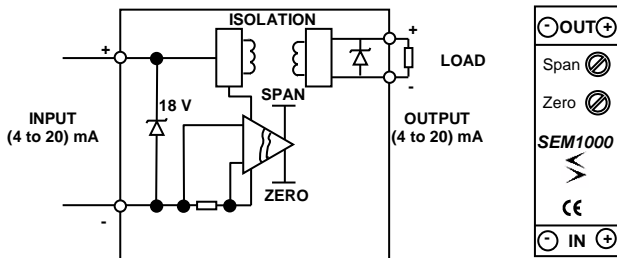 ISOLATION
+
18 V
SPAN
ZERO
INPUT
(4 to 20) mA
-
+
LOAD
-
OUTPUT
(4 to 20) mA
- OUT +
Span
Zero
SEM1000
CE
- IN +